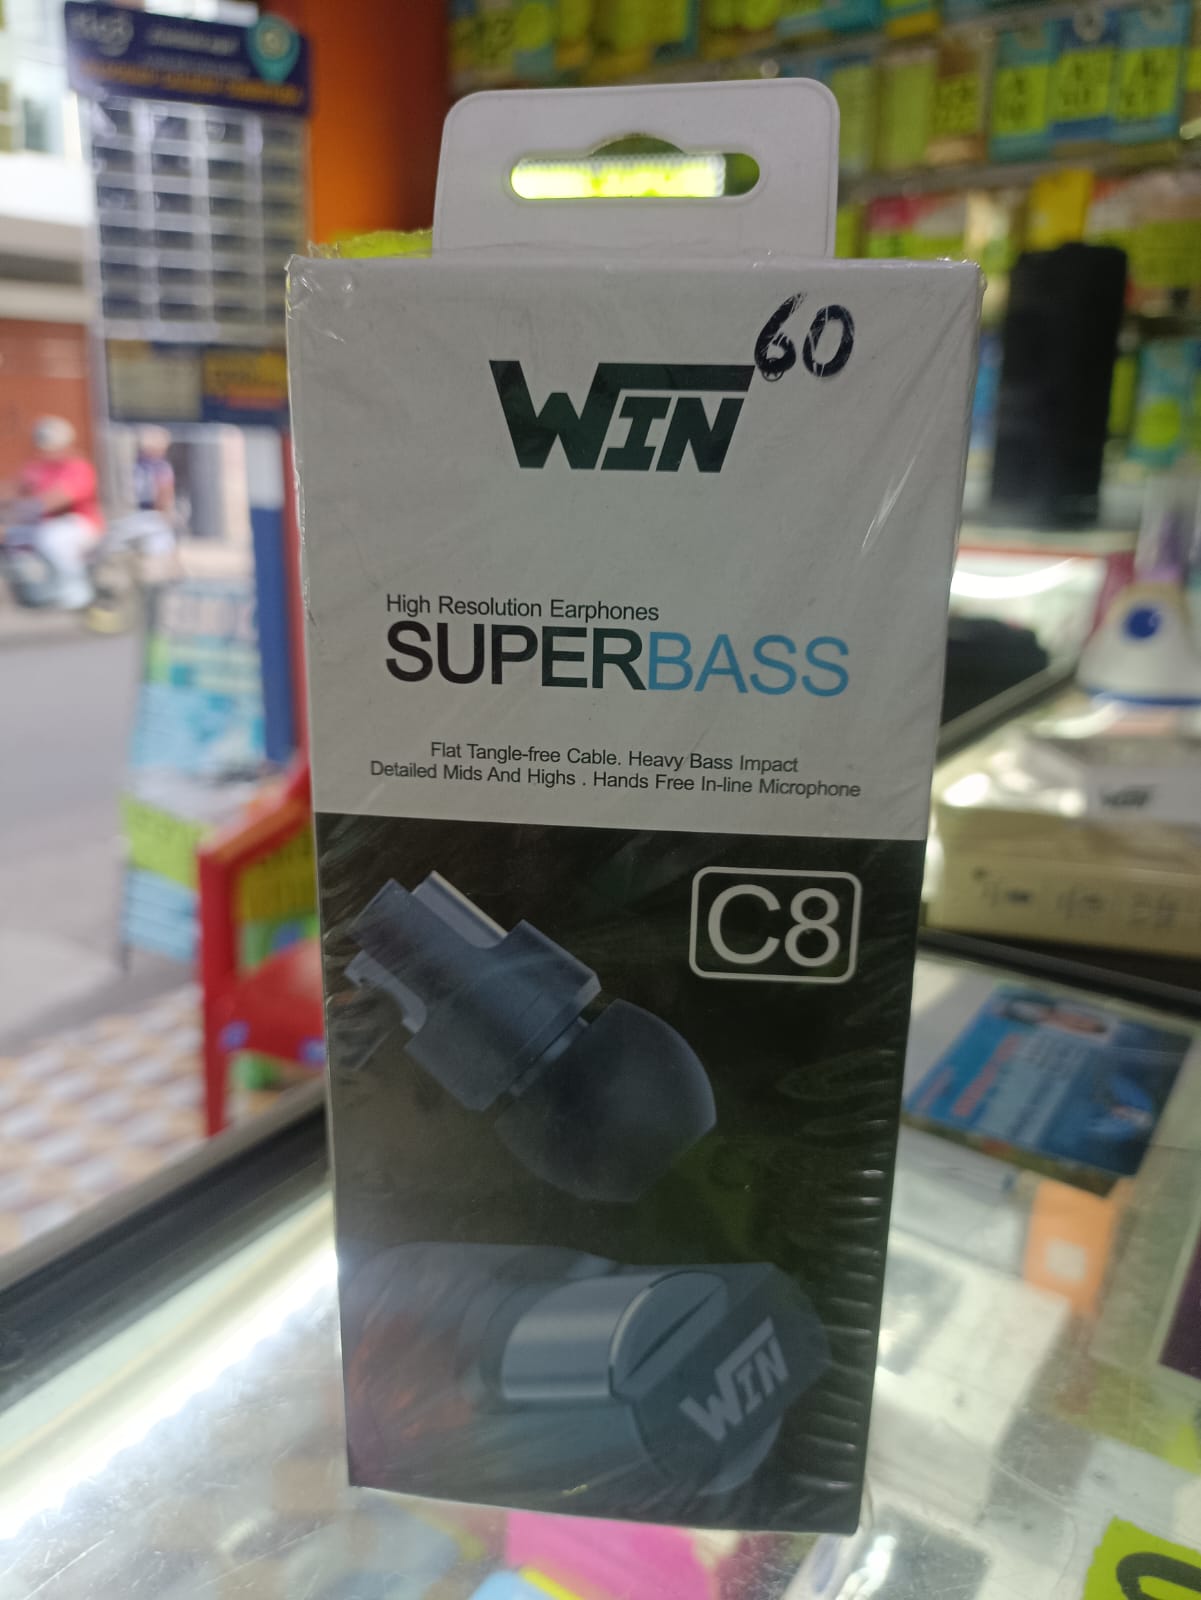 60
WIN
High Resolution Earphones
SUPERBASS
Flat Tangle-free Cable. Heavy Bass Impact
Detailed Mids And Highs . Hands Free In-line Microphone
C8
WIN